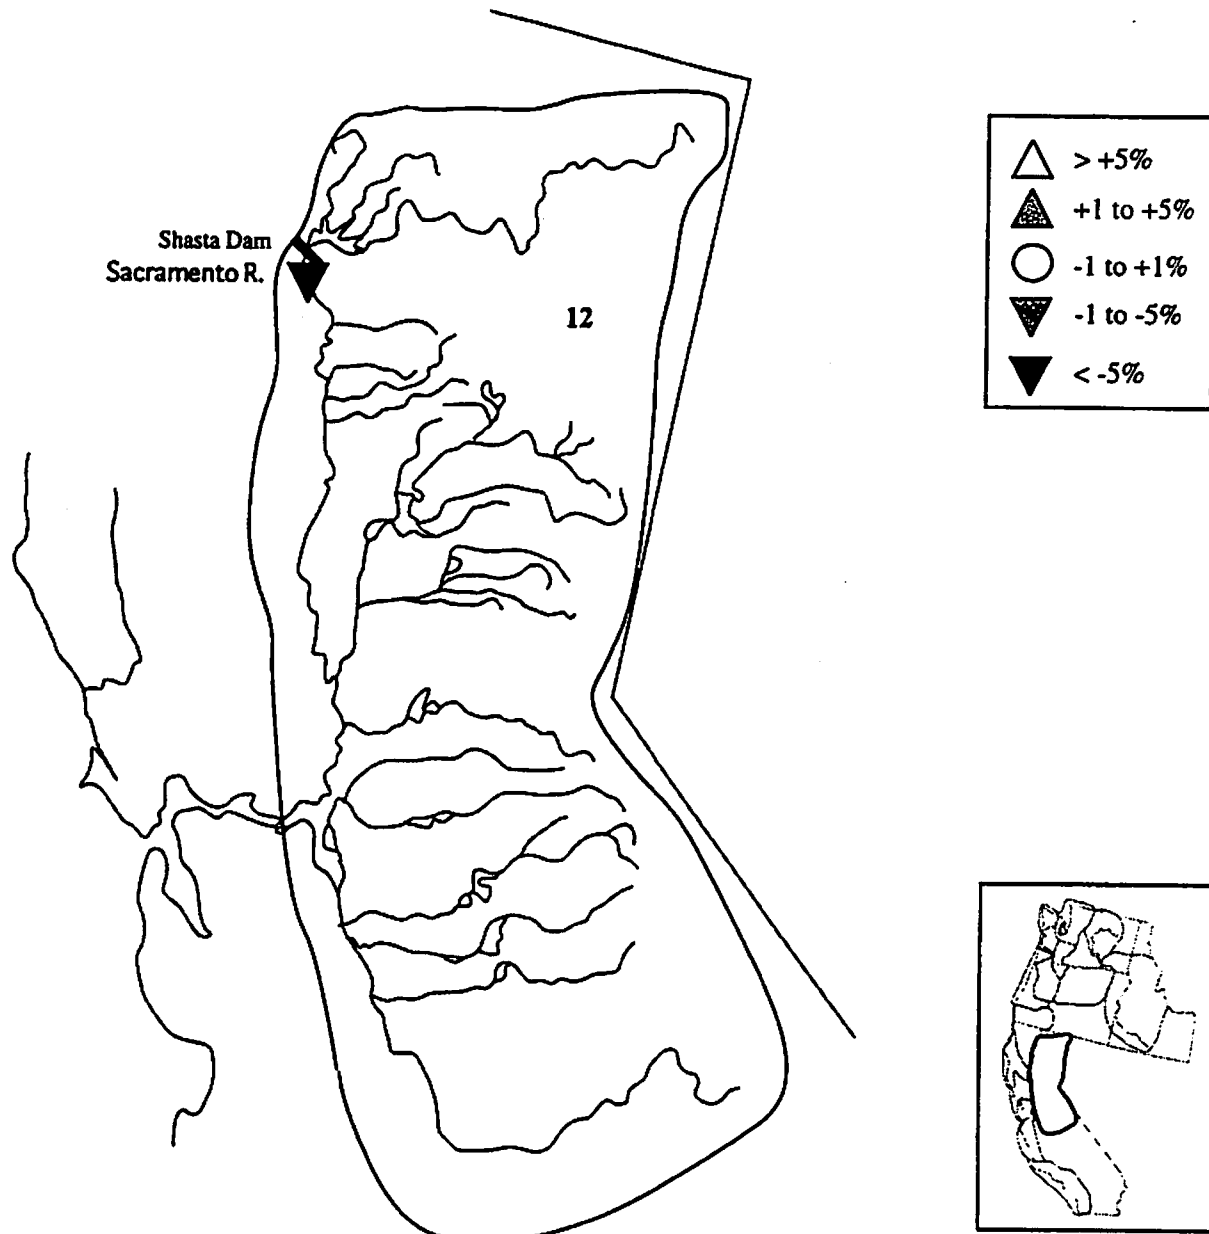 Shasta Dam
Sacramento R.
12
> +5%
+1 to +5%
-1 to +1%
-1 to -5%
< -5%